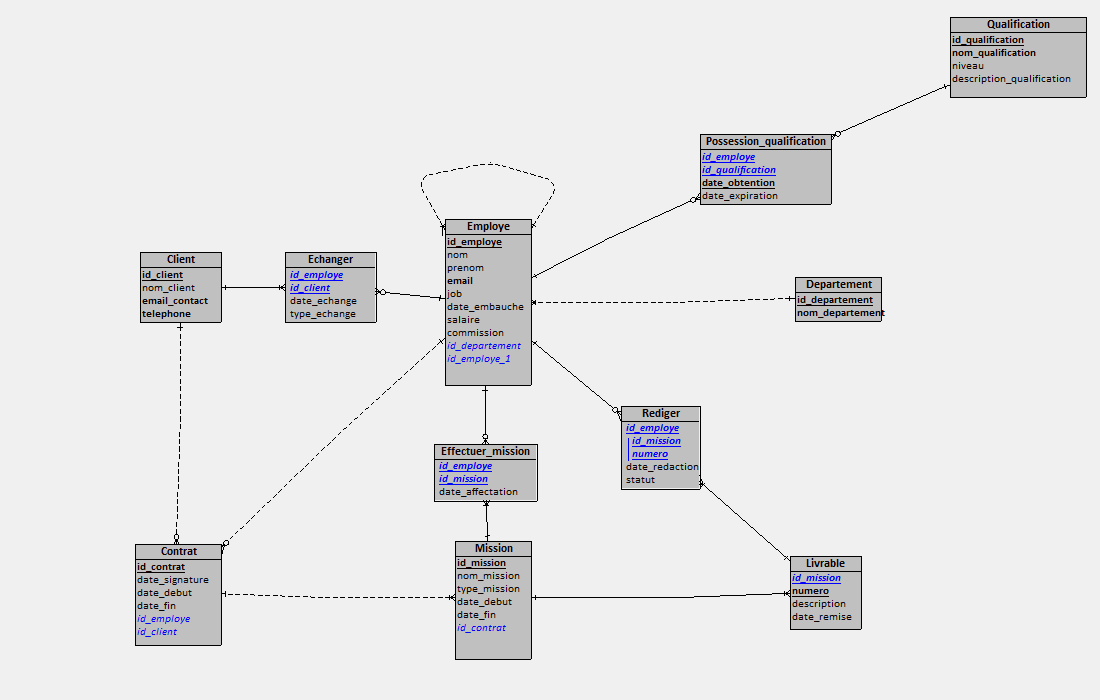 Qualification
id_qualification
nom_qualification
niveau
description_qualification
Possession_qualification
id_employe
id_qualification
date_obtention
date_expiration
Employe
id_employe
nom
prenom
email
job
date_embauche
salaire
commission
id_departement
id_employe_1
Client
id_client
nom_client
email_contact
telephone
Echanger
id_employe
id_client
date_echange
type_echange
Departement
id_departement
nom_departement
Rediger
id_employe
id_mission
numero
date_redaction
statut
Effectuer_mission
id_employe
id_mission
date_affectation
Contrat
id_contrat
date_signature
date_debut
date_fin
id_employe
id_client
Mission
id_mission
nom_mission
type_mission
date_debut
date_fin
id_contrat
Livrable
id_mission
numero
description
date_remise